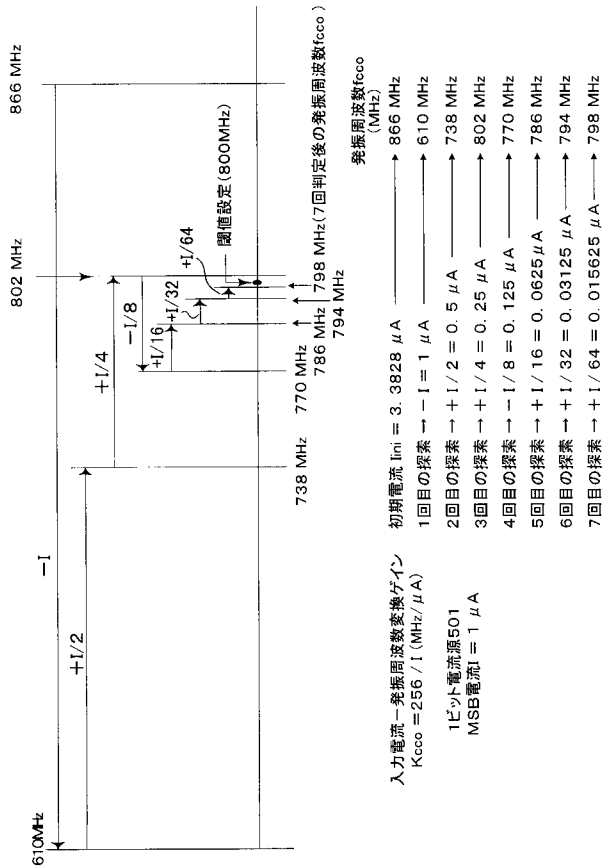 610MHz
802 MHz
866 MHz
－I
＋I/2
＋I/4
－I/8
＋I/16
＋I/32
＋I/64
閾値設定(800MHz)
738 MHz
770 MHz
786 MHz
794 MHz
798 MHz(7回判定後の発振周波数fcco)
入力電流－発振周波数変換ゲイン
Kcco＝256 / I (MHz/μA)
1ビット電流源501
MSB電流I＝1 μA
発振周波数fcco
(MHz)
初期電流 Iini＝3. 3828 μA → 866 MHz
1回目の探索 → －I＝1 μA → 610 MHz
2回目の探索 → ＋I/2＝0. 5 μA → 738 MHz
3回目の探索 → ＋I/4＝0. 25 μA → 802 MHz
4回目の探索 → －I/8＝0. 125 μA → 770 MHz
5回目の探索 → ＋I/16＝0. 0625μA → 786 MHz
6回目の探索 → ＋I/32＝0. 03125 μA → 794 MHz
7回目の探索 → ＋I/64＝0. 015625 μA → 798 MHz